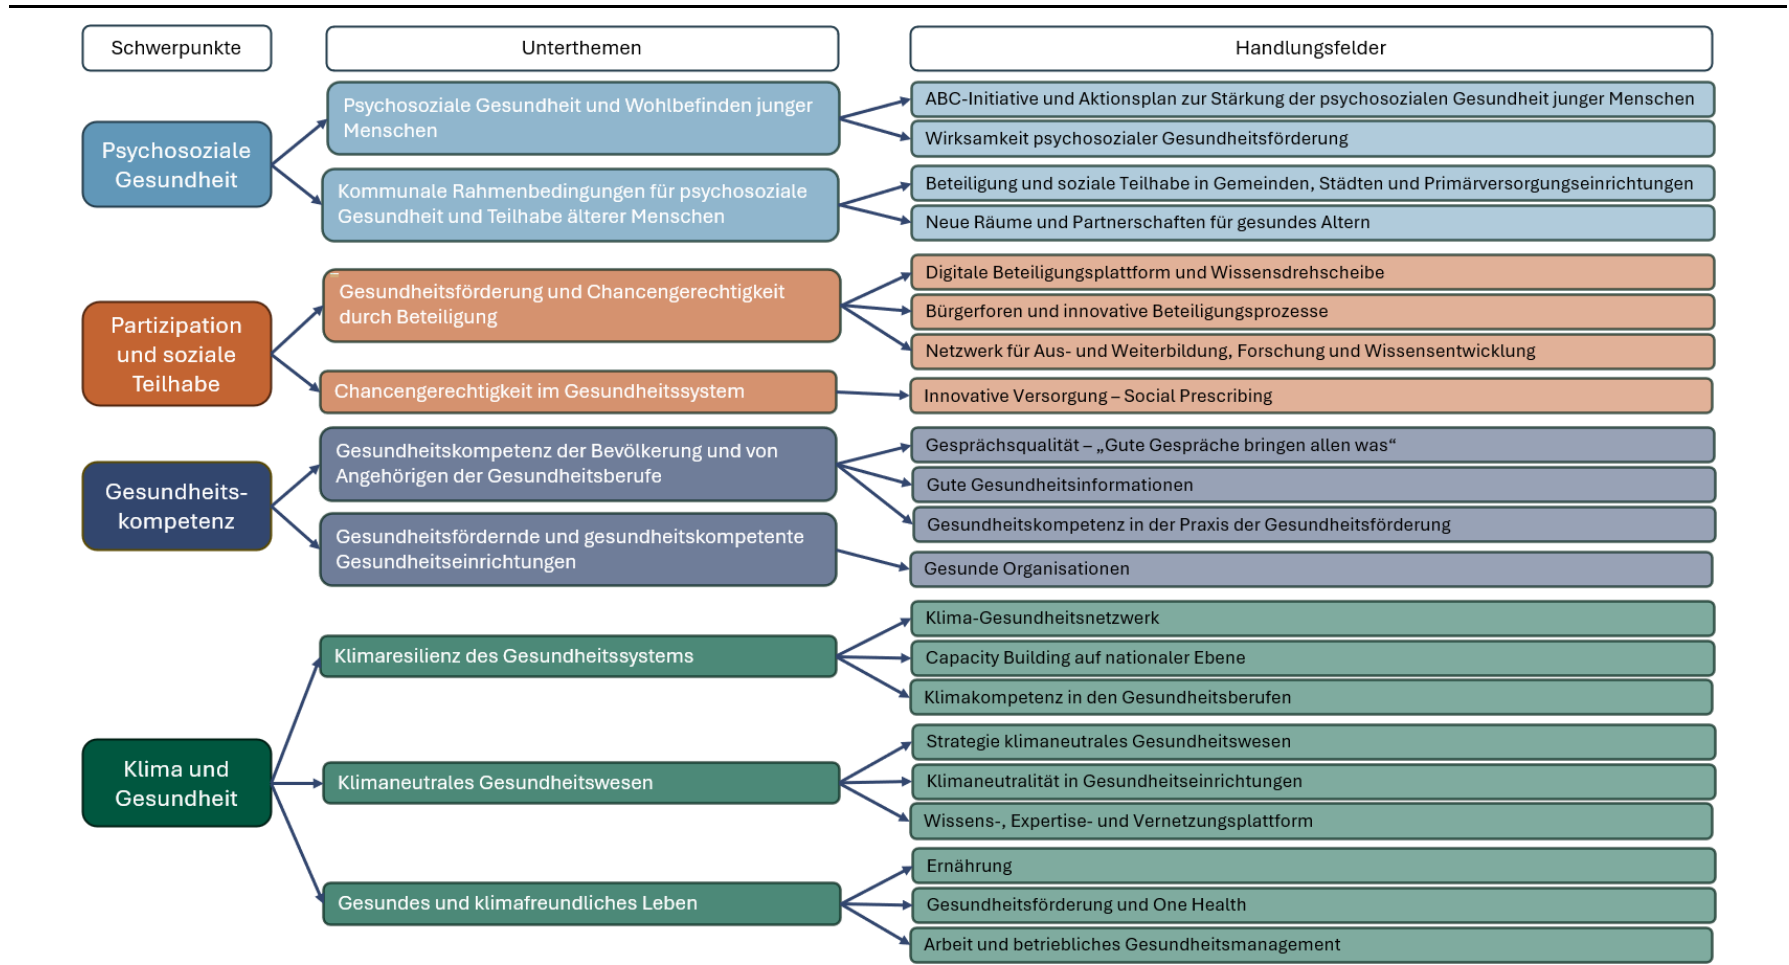 Schwerpunkte
Unterthemen
Handlungsfelder
Psychosoziale
Gesundheit
Psychosoziale Gesundheit und Wohlbefinden junger
Menschen
ABC-Initiative und Aktionsplan zur Stärkung der psychosozialen Gesundheit junger Menschen
Wirksamkeit psychosozialer Gesundheitsförderung
Kommunale Rahmenbedingungen für psychosoziale
Gesundheit und Teilhabe älterer Menschen
Beteiligung und soziale Teilhabe in Gemeinden, Städten und Primärversorgungseinrichtungen
Neue Räume und Partnerschaften für gesundes Altern
Partizipation
und soziale
Teilhabe
Gesundheitsförderung und Chancengerechtigkeit
durch Beteiligung
Digitale Beteiligungsplattform und Wissensdrehscheibe
Bürgerforen und innovative Beteiligungsprozesse
Netzwerk für Aus- und Weiterbildung, Forschung und Wissensentwicklung
Chancengerechtigkeit im Gesundheitssystem
Innovative Versorgung – Social Prescribing
Gesundheits-
kompetenz
Gesundheitskompetenz der Bevölkerung und von
Angehörigen der Gesundheitsberufe
Gesprächsqualität – „Gute Gespräche bringen allen was“
Gute Gesundheitsinformationen
Gesundheitskompetenz in der Praxis der Gesundheitsförderung
Gesundheitsfördernde und gesundheitskompetente
Gesundheitseinrichtungen
Gesunde Organisationen
Klima und
Gesundheit
Klimaresilienz des Gesundheitssystems
Klima-Gesundheitsnetzwerk
Capacity Building auf nationaler Ebene
Klimakompetenz in den Gesundheitsberufen
Klimaneutrales Gesundheitswesen
Strategie klimaneutrales Gesundheitswesen
Klimaneutralität in Gesundheitseinrichtungen
Wissens-, Expertise- und Vernetzungsplattform
Gesundes und klimafreundliches Leben
Ernährung
Gesundheitsförderung und One Health
Arbeit und betriebliches Gesundheitsmanagement